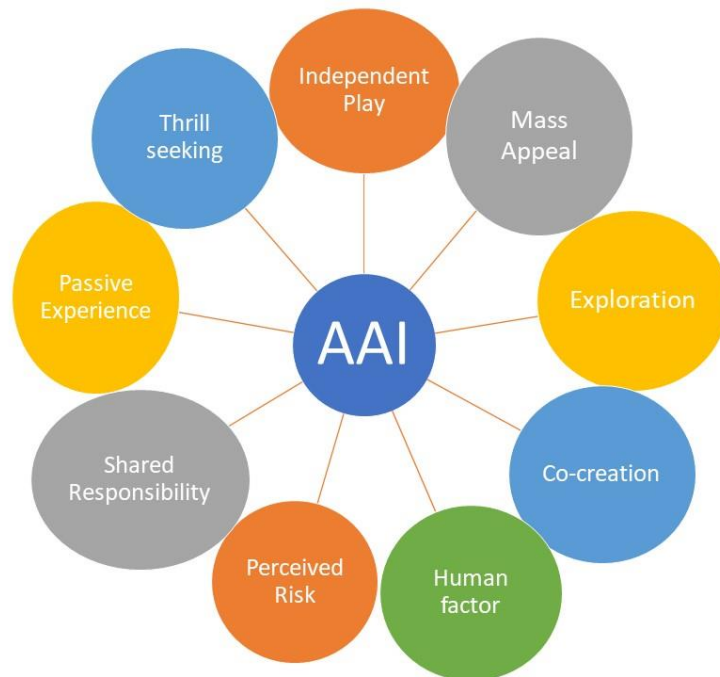 Independent
Play
Mass
Appeal
Exploration
Co-creation
Human
factor
Perceived
Risk
Shared
Responsibility
Passive
Experience
Thrill
seeking
AAI